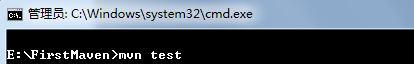 管理员: C:\Windows\system32\cmd.exe
E:\FirstMaven>mvn test